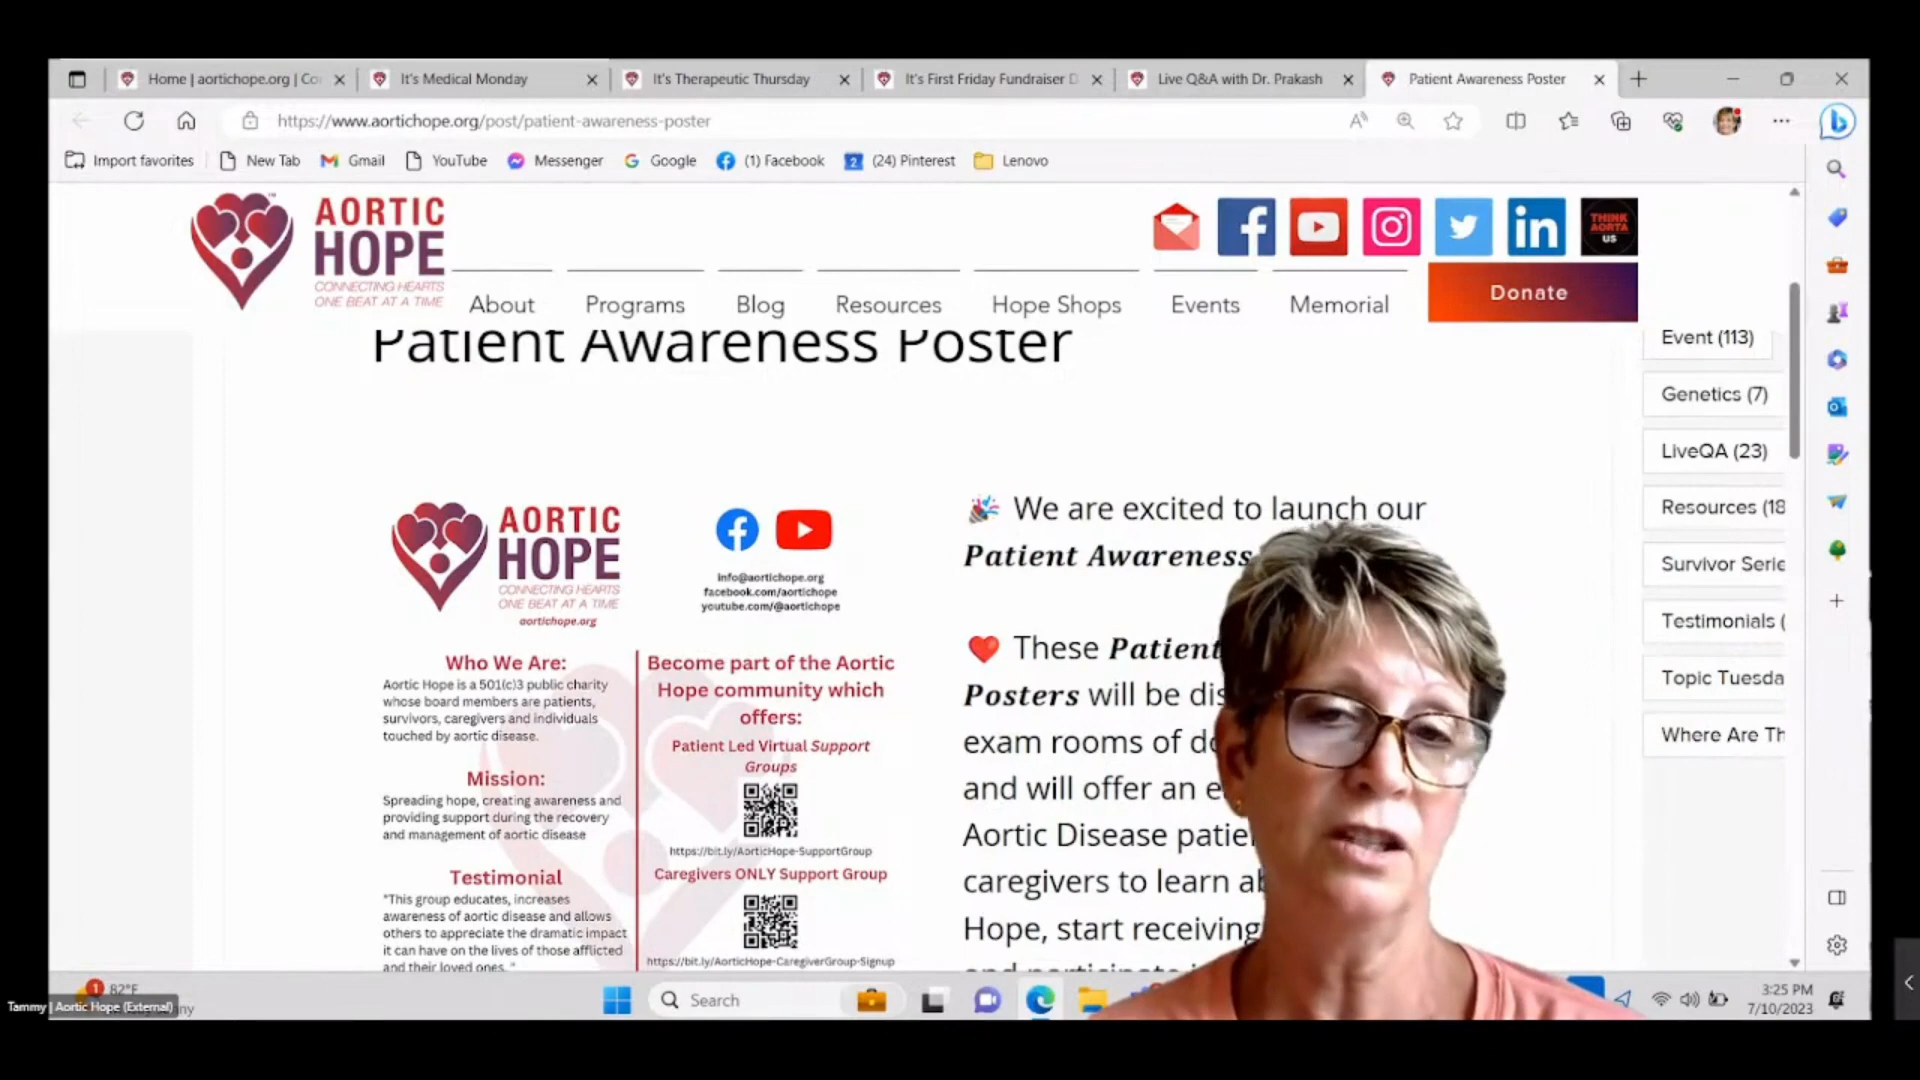 Home | aortichope.org | Co
It's Medical Monday
It's Therapeutic Thursday
It's First Friday Fundraiser D
Live Q&A with Dr. Prakash
Patient Awareness Poster
https://www.aortichope.org/post/patient-awareness-poster
Import favorites
New Tab
Gmail
YouTube
Messenger
Google
(1) Facebook
(24) Pinterest
Lenovo
AORTIC
HOPE
CONNECTING HEARTS
ONE BEAT AT A TIME
THINK
AORTA
US
About
Programs
Blog
Resources
Hope Shops
Events
Memorial
Donate
Patient Awareness Poster
Event (113)
Genetics (7)
LiveQA (23)
Resources (18
Survivor Serie
Testimonials (
Topic Tuesda
Where Are Th
AORTIC
HOPE
CONNECTING HEARTS
ONE BEAT AT A TIME
aortichope.org
info@aortichope.org
facebook.com/aortichope
youtube.com/@aortichope
Who We Are:
Aortic Hope is a 501(c)3 public charity
whose board members are patients,
survivors, caregivers and individuals
touched by aortic disease.
Mission:
Spreading hope, creating awareness and
providing support during the recovery
and management of aortic disease
Testimonial
"This group educates, increases
awareness of aortic disease and allows
others to appreciate the dramatic impact
it can have on the lives of those afflicted
and their loved ones. "
Become part of the Aortic
Hope community which
offers:
Patient Led Virtual Support
Groups
https://bit.ly/AorticHope-SupportGroup
Caregivers ONLY Support Group
https://bit.ly/AorticHope-CaregiverGroup-Signup
We are excited to launch our
Patient Awareness
These Patient
Posters will be dis
exam rooms of do
and will offer an e
Aortic Disease patie
caregivers to learn ab
Hope, start receiving
and participate
1
82°F
Tammy | Aortic Hope (External)
Search
3:25 PM
7/10/2023